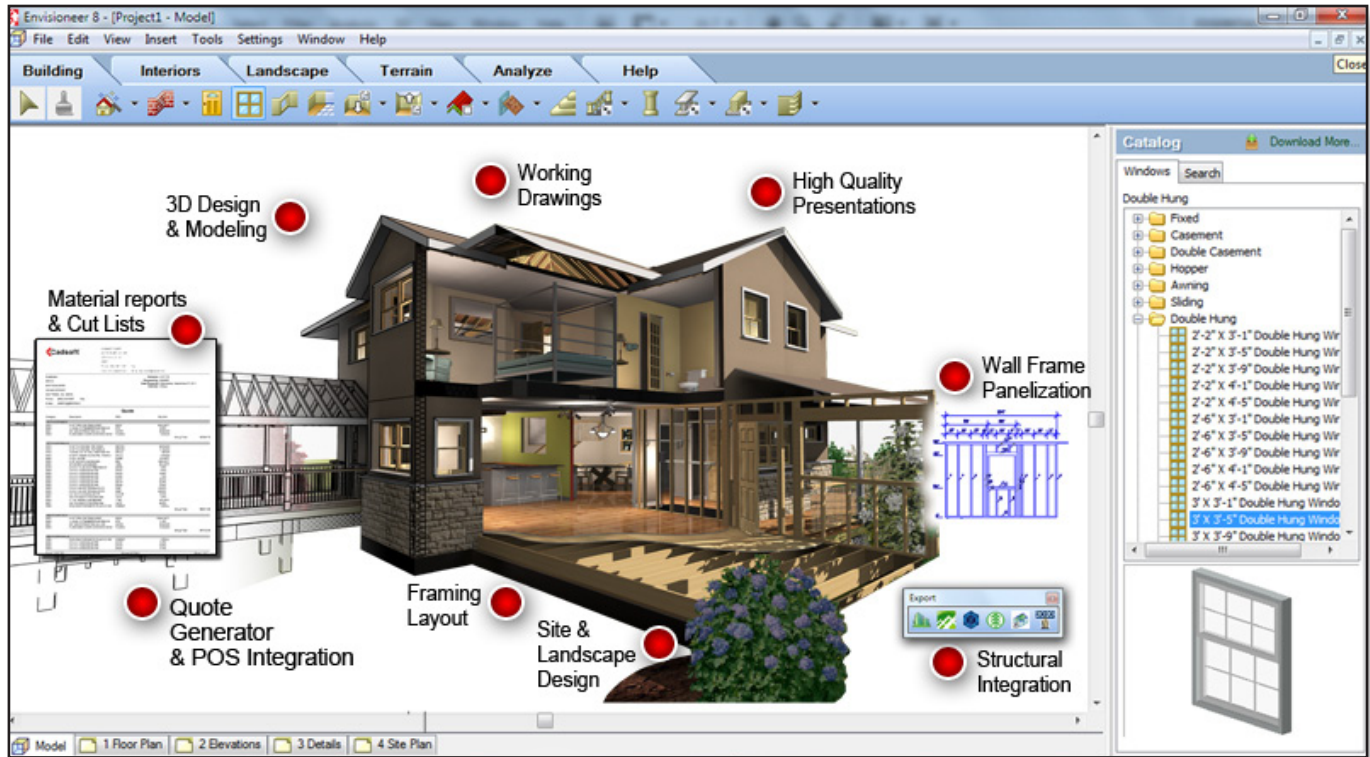 Envisioneer 8 - [Project1 - Model]
File Edit View Insert Tools Settings Window Help
Close
Building Interiors Landscape Terrain Analyze Help
Catalog Download More...
Windows Search
Double Hung
Fixed
Casement
Double Casement
Hopper
Awning
Sliding
Double Hung
2'-2" X 3'-1" Double Hung Wir
2'-2" X 3'-5" Double Hung Wir
2'-2" X 3'-9" Double Hung Wir
2'-2" X 4'-1" Double Hung Wir
2'-2" X 4'-5" Double Hung Wir
2'-6" X 3'-1" Double Hung Wir
2'-6" X 3'-5" Double Hung Wir
2'-6" X 3'-9" Double Hung Wir
2'-6" X 4'-1" Double Hung Wir
2'-6" X 4'-5" Double Hung Wir
3' X 3'-1" Double Hung Windo
3' X 3'-5" Double Hung Windo
3' X 3'-9" Double Hung Windo
Working
Drawings
High Quality
Presentations
3D Design
& Modeling
Material reports
& Cut Lists
Cadsoft
Quote
Wall Frame
Panelization
Framing
Layout
Quote
Generator
& POS Integration
Site &
Landscape
Design
Export
Structural
Integration
Model 1 Floor Plan 2 Elevations 3 Details 4 Site Plan